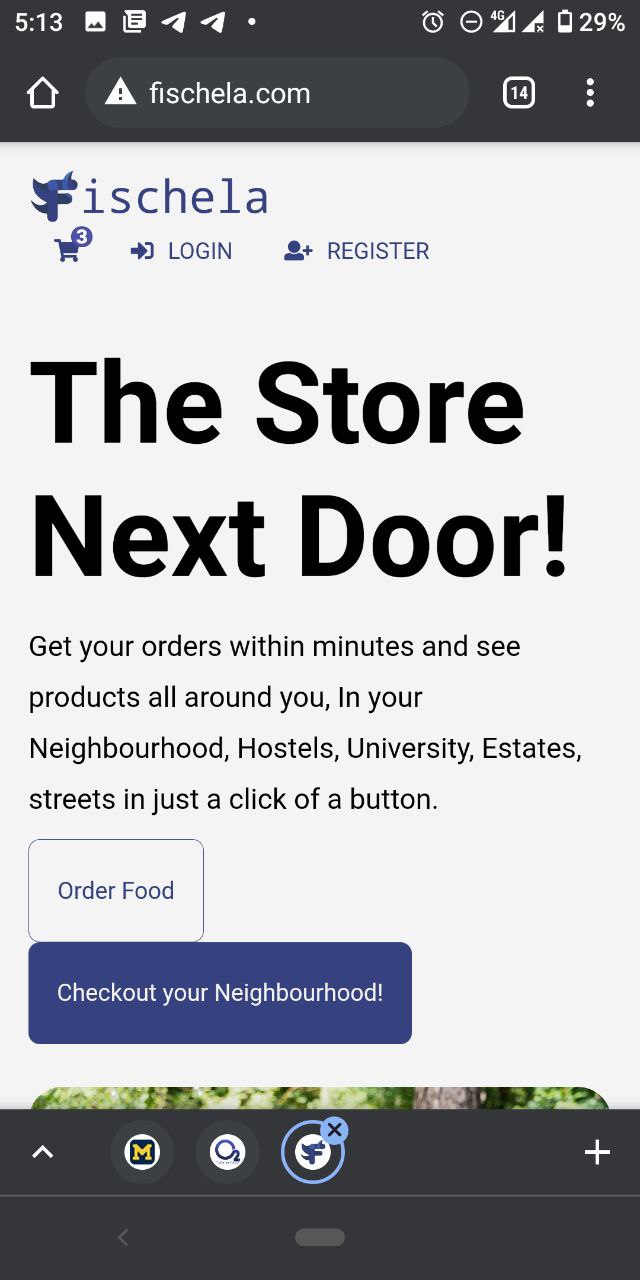 5:13 4G 29%
fischela.com 14
Fischela
3 LOGIN REGISTER
The Store
Next Door!
Get your orders within minutes and see
products all around you, In your
Neighbourhood, Hostels, University, Estates,
streets in just a click of a button.
Order Food
Checkout your Neighbourhood!
M O2 F